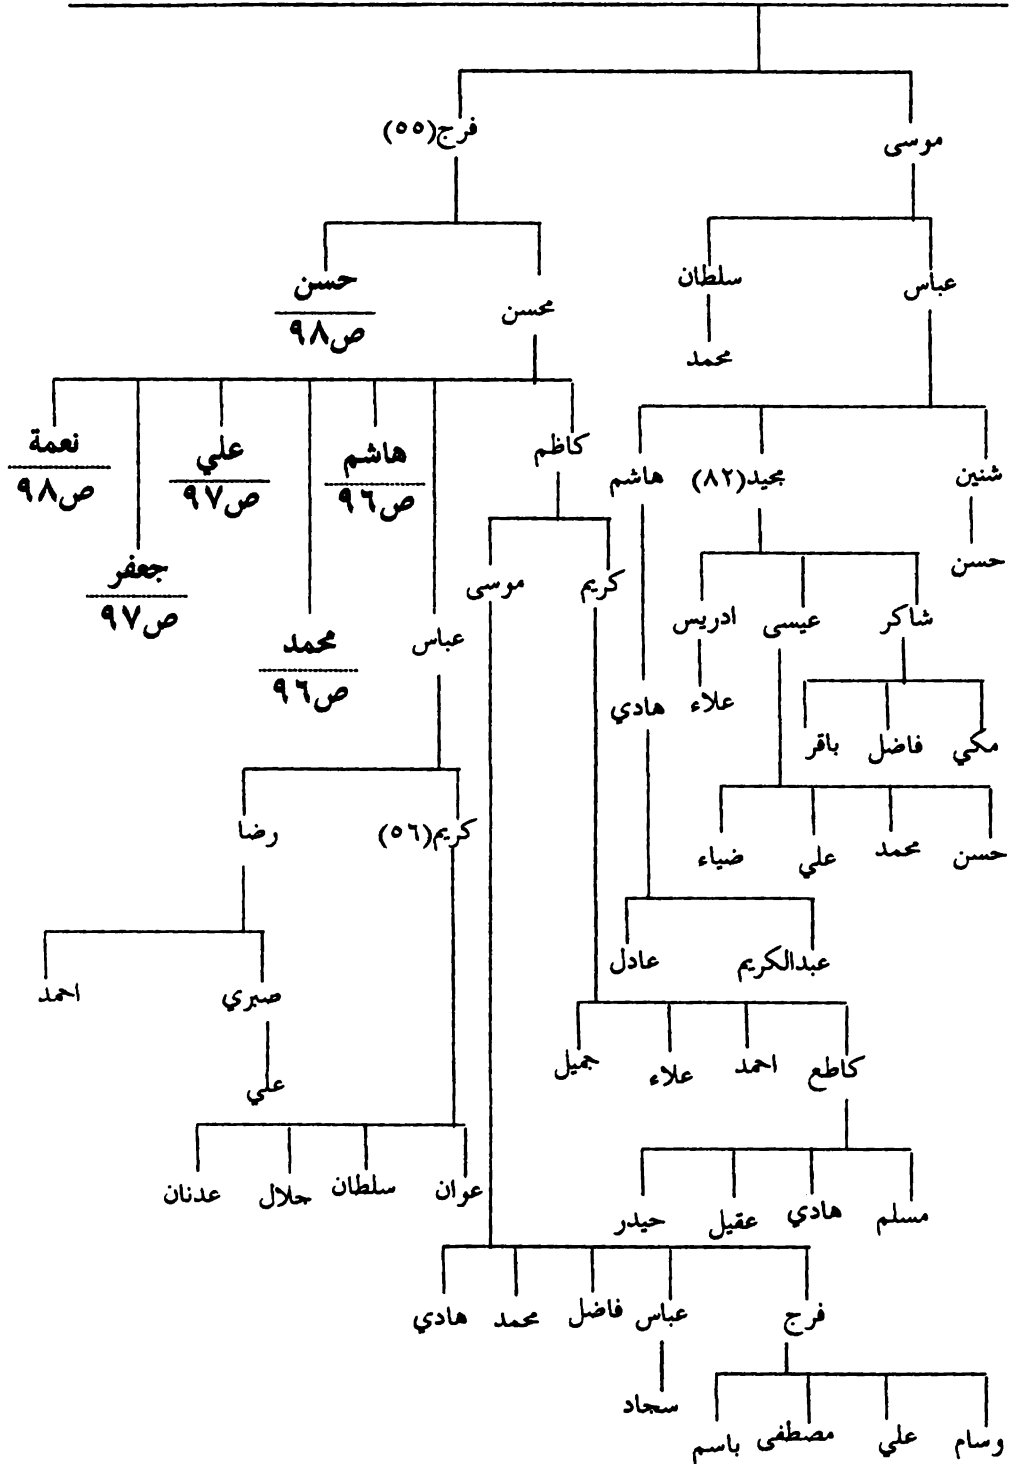 موسى
فرج(٥٥)
عباس
سلطان
محسن
حسن
ص٩٨
محمد
كاظم
هاشم
ص٩٦
علي
ص٩٧
نعمة
ص٩٨
شنين
مجيد(٨٢)
هاشم
حسن
كريم
موسى
جعفر
ص٩٧
شاكر
عيسى
ادريس
عباس
محمد
ص٩٦
علاء
هادي
مكي
فاضل
باقر
كريم(٥٦)
رضا
حسن
محمد
علي
ضياء
عبدالكريم
عادل
صبري
احمد
كاطع
احمد
علاء
جميل
علي
عوان
سلطان
جلال
عدنان
مسلم
هادي
عقيل
حيدر
فرج
عباس
فاضل
محمد
هادي
سجاد
وسام
علي
مصطفى
باسم